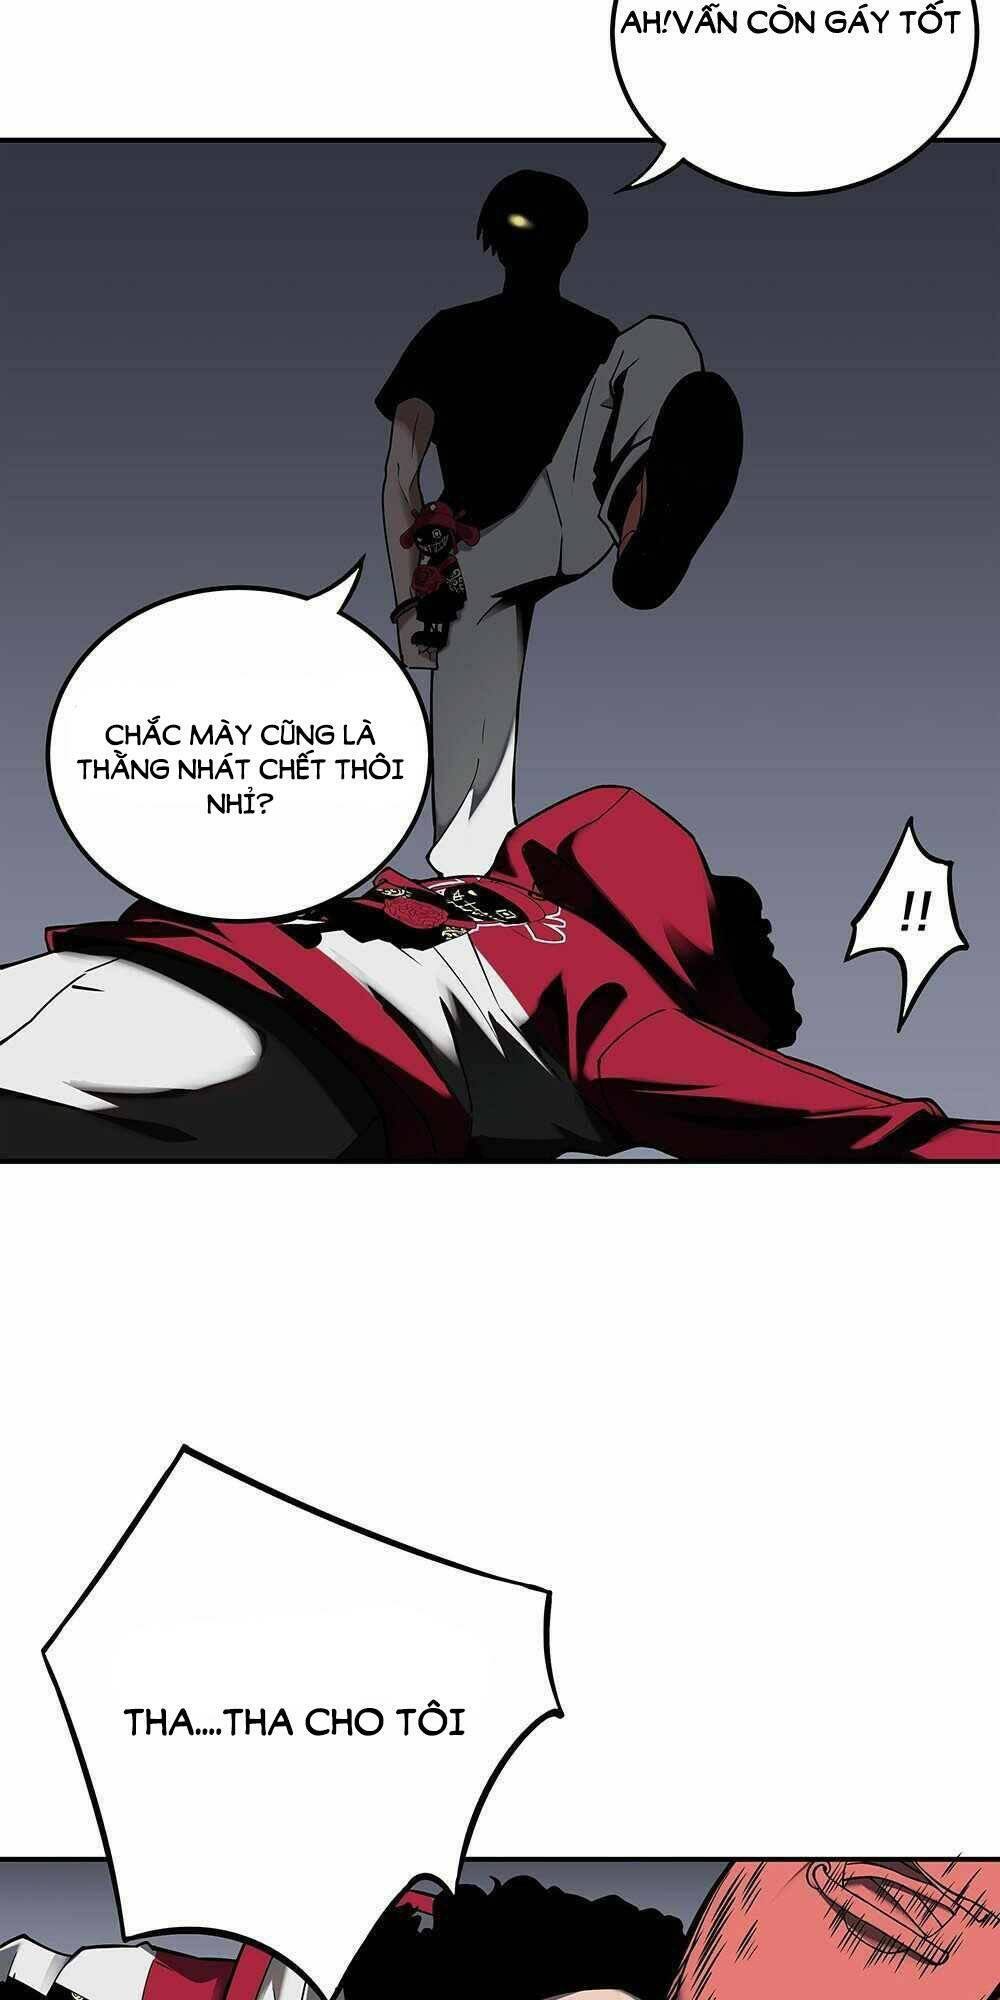 AH!VẪN CÒN GÁY TỐT
CHẮC MÀY CŨNG LÀ
THẰNG NHÁT CHẾT THÔI
NHỈ?
!!
THA....THA CHO TÔI